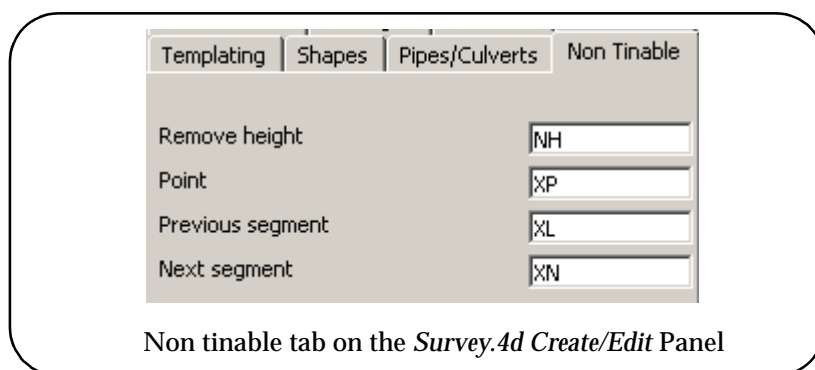 Templating Shapes Pipes/Culverts Non Tinable
Remove height NH
Point XP
Previous segment XL
Next segment XN
Non tinable tab on the Survey.4d Create/Edit Panel